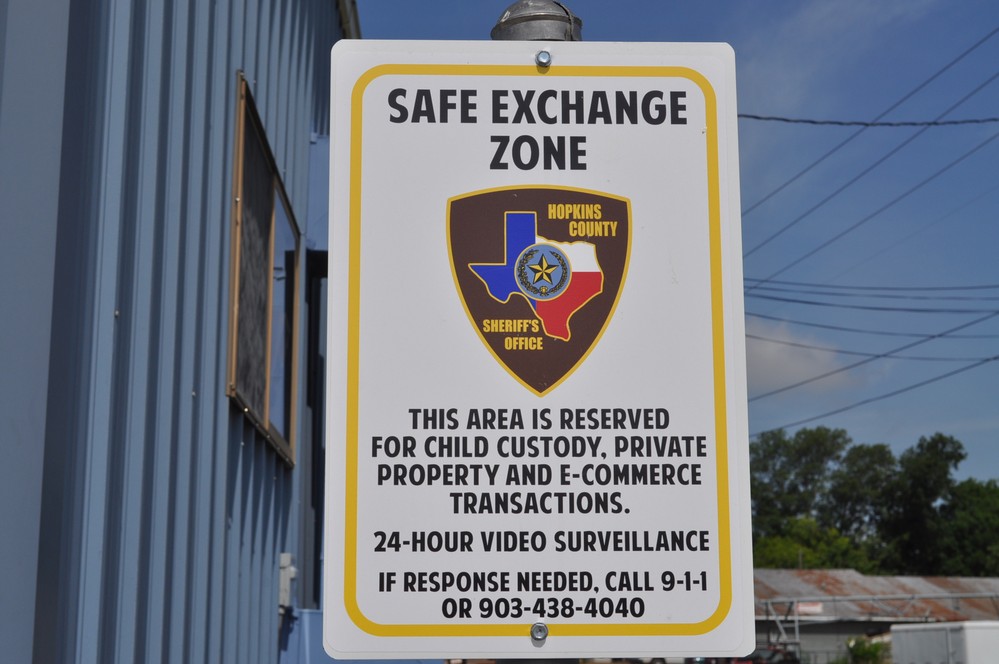 SAFE EXCHANGE
ZONE
HOPKINS
COUNTY
SHERIFF'S
OFFICE
THIS AREA IS RESERVED
FOR CHILD CUSTODY, PRIVATE
PROPERTY AND E-COMMERCE
TRANSACTIONS.
24-HOUR VIDEO SURVEILLANCE
IF RESPONSE NEEDED, CALL 9-1-1
OR 903-438-4040